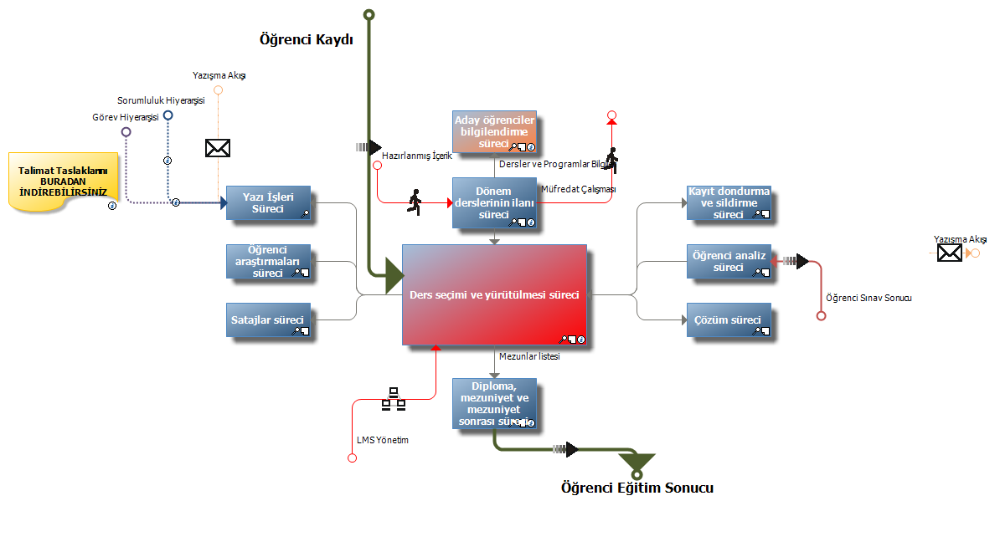 Öğrenci Kaydı
Yazışma Akışı
Sorumluluk Hiyerarşisi
Görev Hiyerarşisi
Talimat Taslaklarını
BURADAN
İNDİREBİLİRSİNİZ
Yazı İşleri
Süreci
Öğrenci
araştırmaları
süreci
Satajlar süreci
Hazırlanmış İçerik
Aday öğrenciler
bilgilendirme
süreci
Dersler ve Programlar Bilgi
Dönem
derslerinin ilanı
süreci
Müfredat Çalışması
Ders seçimi ve yürütülmesi süreci
Kayıt dondurma
ve sildirme
süreci
Öğrenci analiz
süreci
Çözüm süreci
Yazışma Akışı
Öğrenci Sınav Sonucu
Mezunlar listesi
Diploma,
mezuniyet ve
mezuniyet
sonrası süreci
LMS Yönetim
Öğrenci Eğitim Sonucu